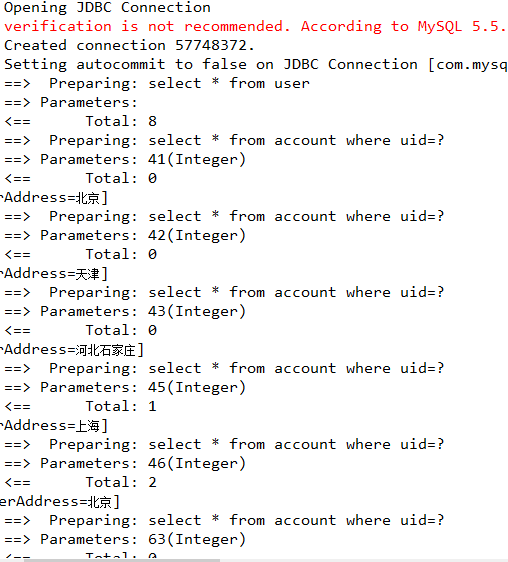 Opening JDBC Connection
verification is not recommended. According to MySQL 5.5.
Created connection 57748372.
Setting autocommit to false on JDBC Connection [com.mysq
==>  Preparing: select * from user
==> Parameters:
<==      Total: 8
==>  Preparing: select * from account where uid=?
==> Parameters: 41(Integer)
<==      Total: 0
rAddress=北京]
==>  Preparing: select * from account where uid=?
==> Parameters: 42(Integer)
<==      Total: 0
rAddress=天津]
==>  Preparing: select * from account where uid=?
==> Parameters: 43(Integer)
<==      Total: 0
rAddress=河北石家庄]
==>  Preparing: select * from account where uid=?
==> Parameters: 45(Integer)
<==      Total: 1
rAddress=上海]
==>  Preparing: select * from account where uid=?
==> Parameters: 46(Integer)
<==      Total: 2
erAddress=北京]
==>  Preparing: select * from account where uid=?
==> Parameters: 63(Integer)
<==      Total: 0